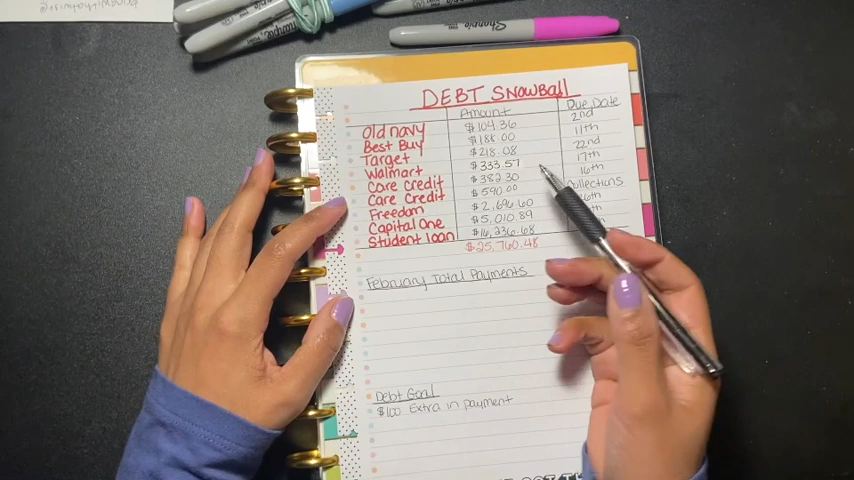 Sharpie
DEBT SNOWBALL
Amount Due Date
Old navy $104.36 2nd
Best Buy $188.00 11th
Target $218.08 22nd
Walmart $333.57 17th
Care Credit $382.30 16th
Care Credit $590.00 Collections
Freedom $2,696.60
Capital One $5,010.89
Student loan $16,236.68
$25,760.48
February Total Payments
Debt Goal
$100 Extra in payment